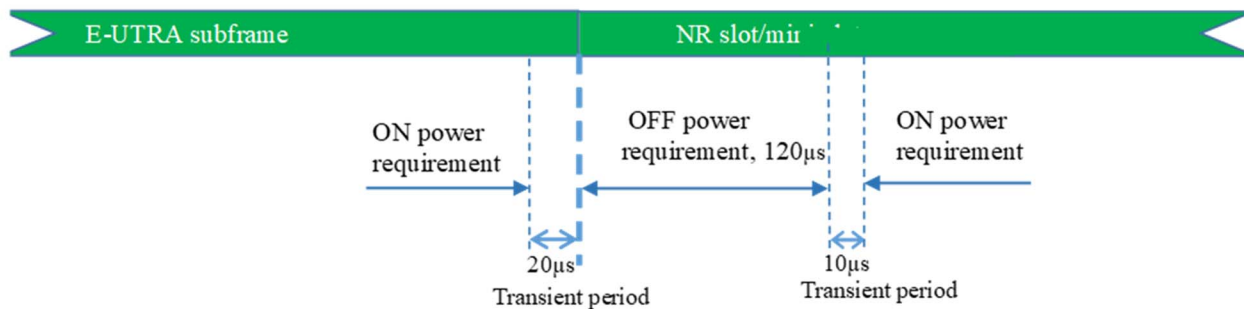 E-UTRA subframe
NR slot/
ON power
requirement
OFF power
requirement, 120µs
ON power
requirement
20µs
Transient period
10µs
Transient period